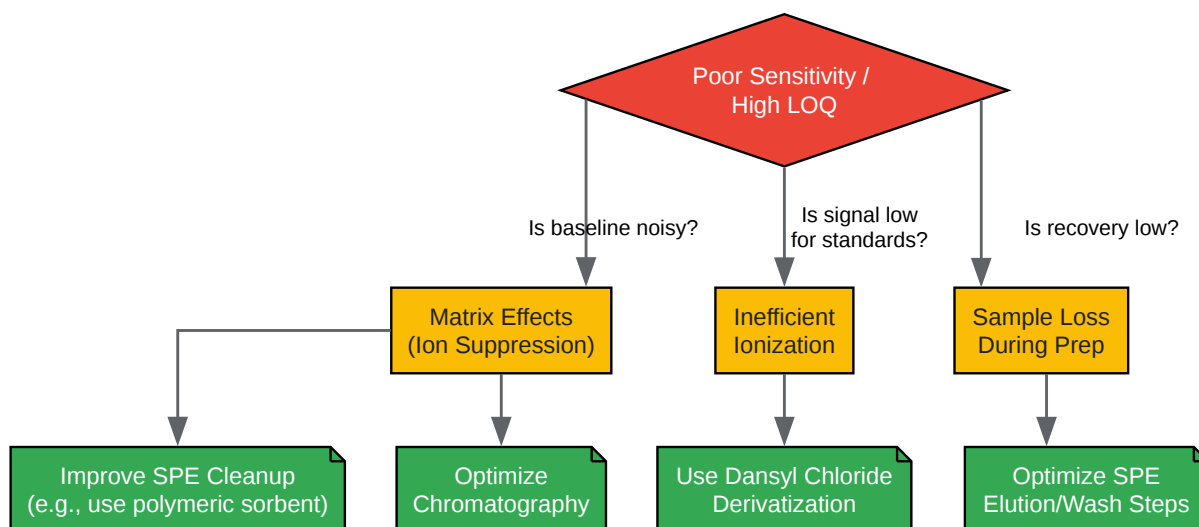 Poor Sensitivity /
High LOQ
Is baseline noisy?
Is signal low
for standards?
Is recovery low?
Matrix Effects
(Ion Suppression)
Inefficient
Ionization
Sample Loss
During Prep
Improve SPE Cleanup
(e.g., use polymeric sorbent)
Optimize
Chromatography
Use Dansyl Chloride
Derivatization
Optimize SPE
Elution/Wash Steps